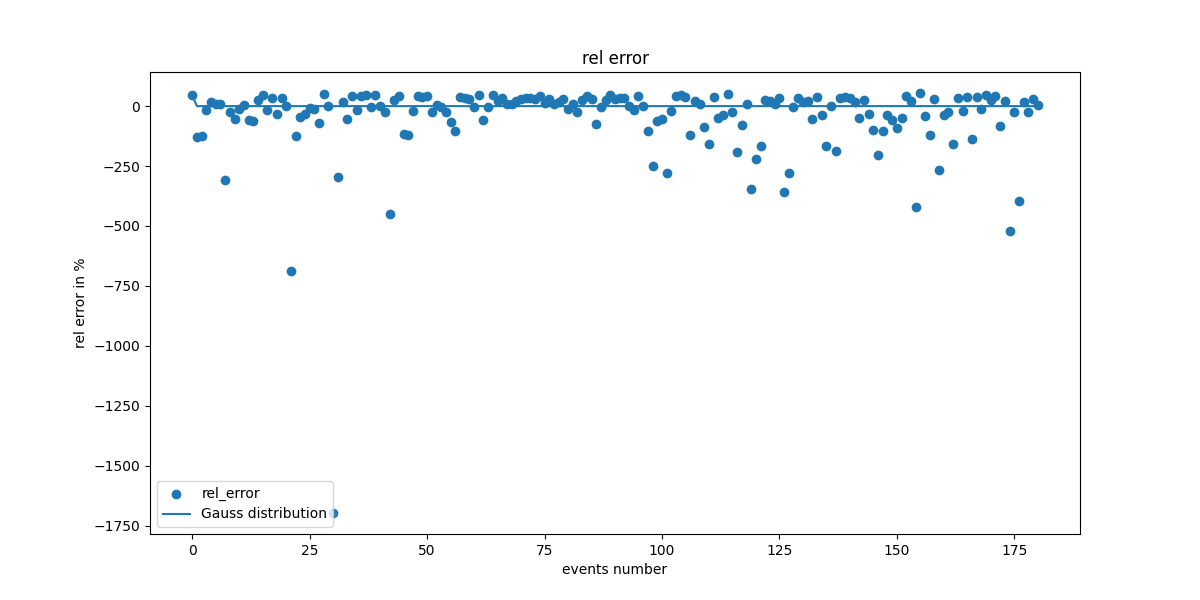 rel error
rel error in %
0
−250
−500
−750
−1000
−1250
−1500
−1750
rel_error
Gauss distribution
0 25 50 75 100 125 150 175
events number